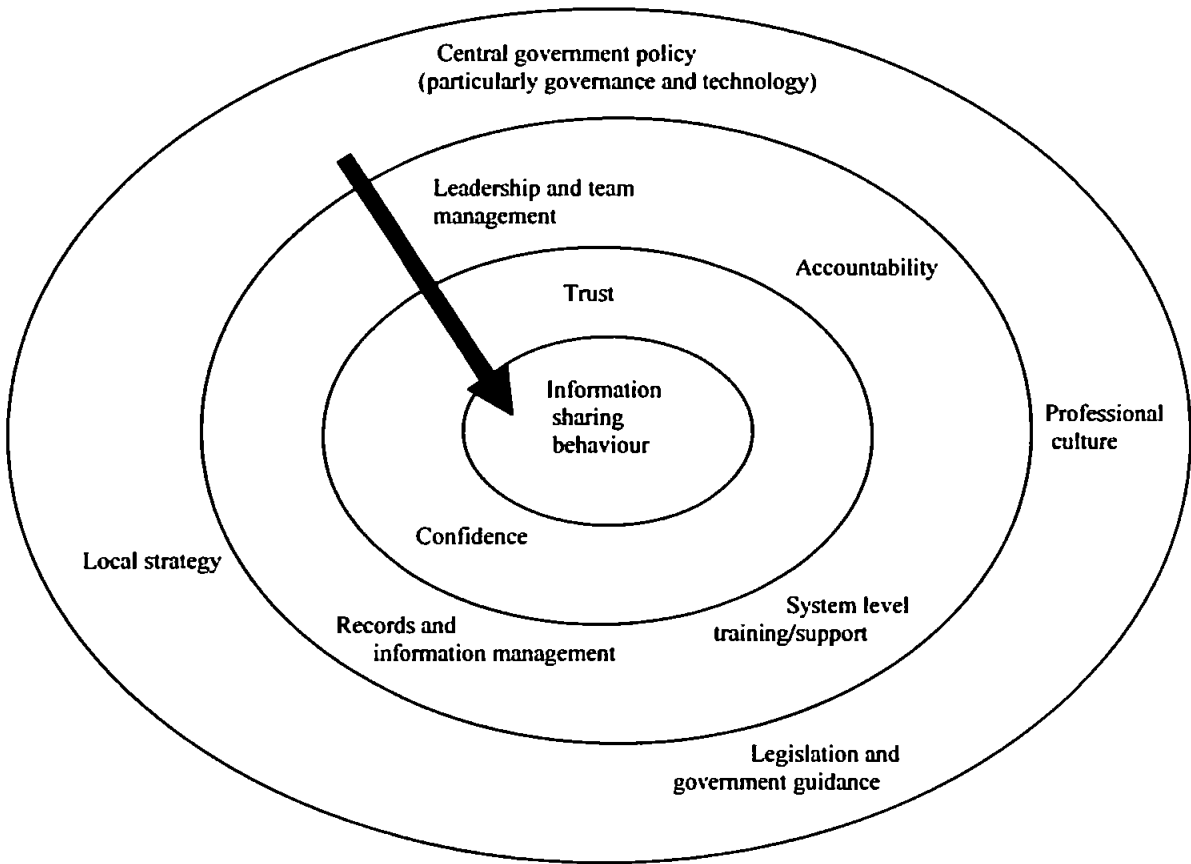 Central government policy
(particularly governance and technology)
Leadership and team
management
Accountability
Trust
Information
sharing
behaviour
Professional
culture
Confidence
Local strategy
System level
training/support
Records and
information management
Legislation and
government guidance